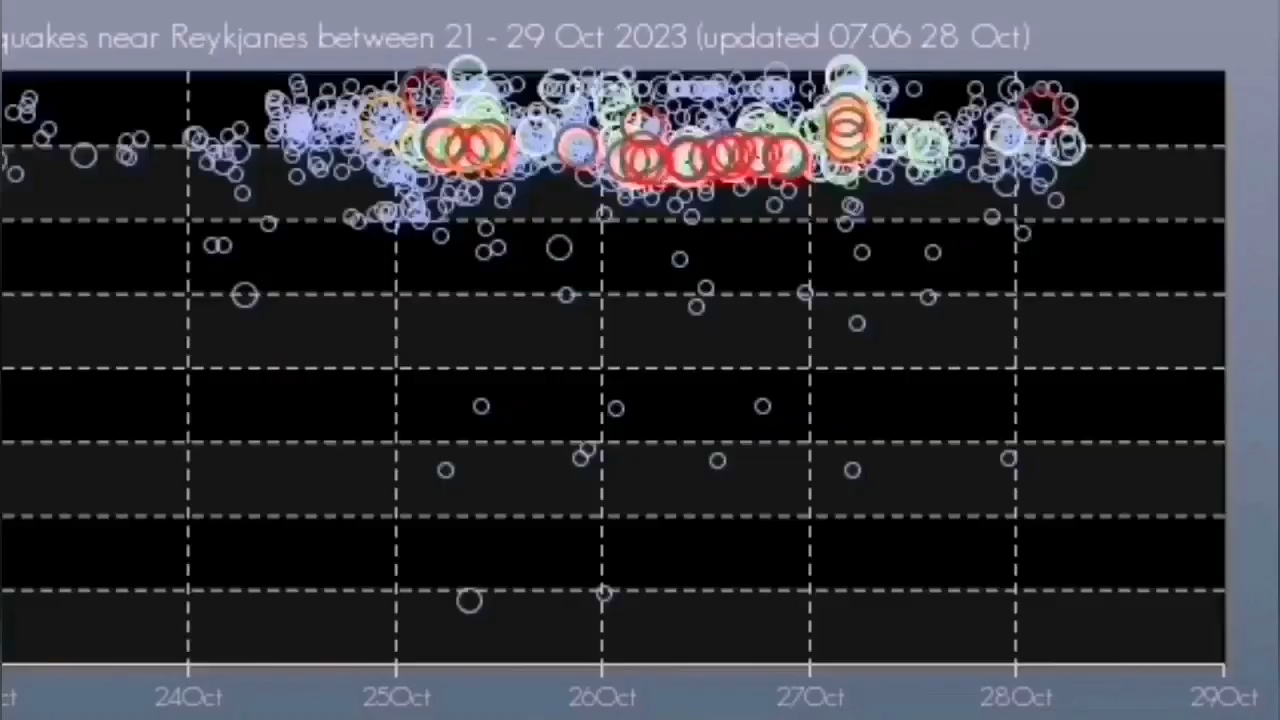 quakes near Reykjanes between 21 - 29 Oct 2023 (updated 07:06 28 Oct)
ct 24Oct 25Oct 26Oct 27Oct 28Oct 29Oct